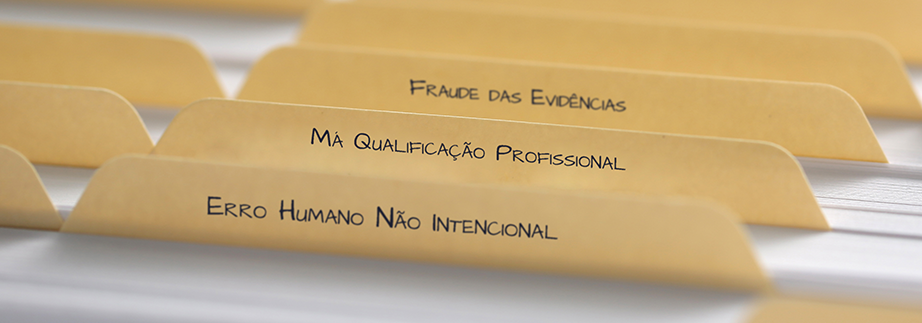 Fraude das Evidências
Má Qualificação Profissional
Erro Humano Não Intencional